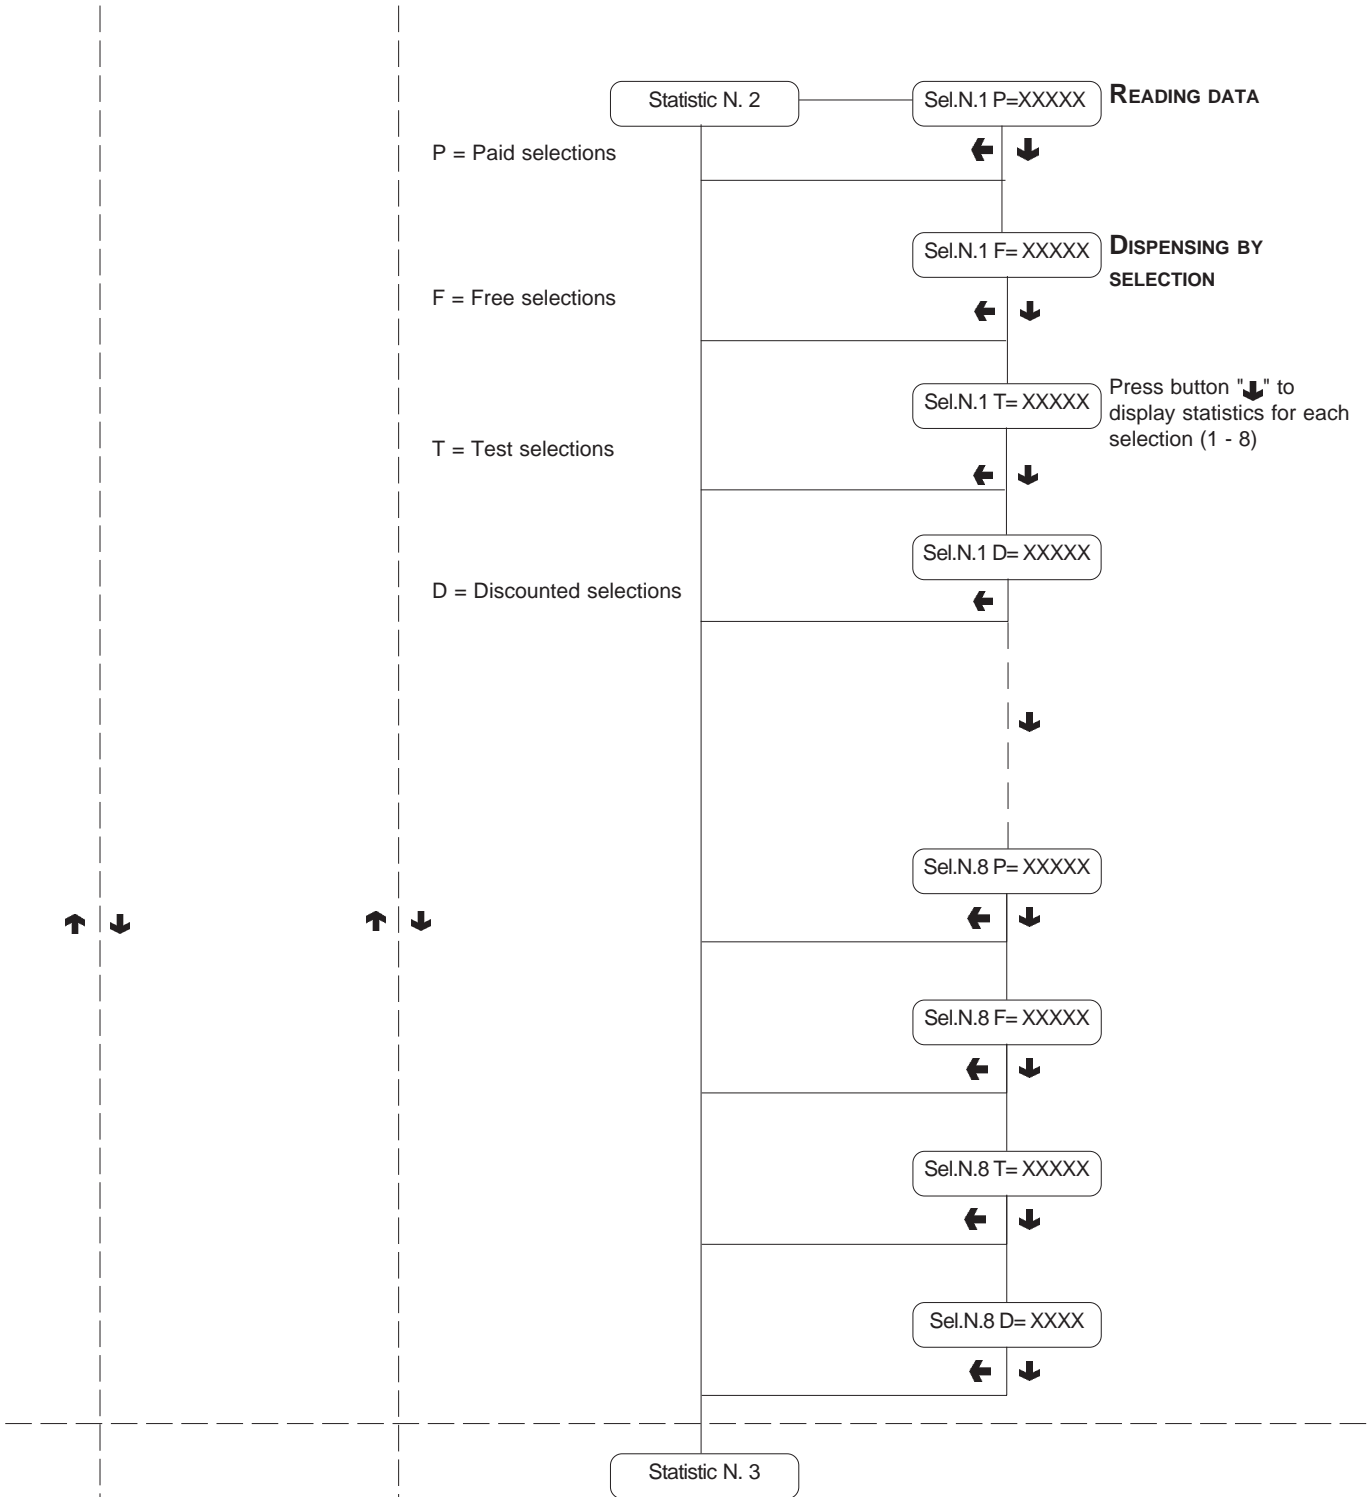 Statistic N. 2
Sel.N.1 P=XXXXX
READING DATA
P = Paid selections
Sel.N.1 F= XXXXX
DISPENSING BY
SELECTION
F = Free selections
Sel.N.1 T= XXXXX
Press button "🡇" to
display statistics for each
selection (1 - 8)
T = Test selections
Sel.N.1 D= XXXXX
D = Discounted selections
Sel.N.8 P= XXXXX
Sel.N.8 F= XXXXX
Sel.N.8 T= XXXXX
Sel.N.8 D= XXXX
Statistic N. 3